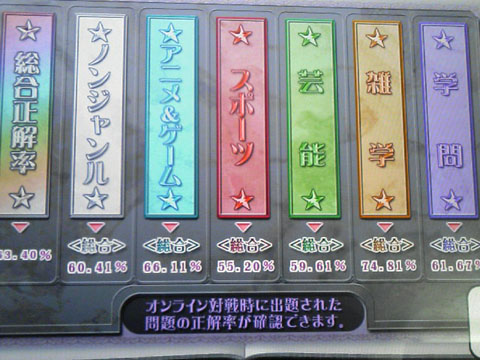 総合正解率
ノンジャンル
アニメ&ゲーム
スポーツ
芸能
雑学
学問
3.40%
<総合>
60.41%
<総合>
66.11%
<総合>
55.20%
<総合>
59.61%
<総合>
74.81%
<総合>
61.67%
オンライン対戦時に出題された
問題の正解率が確認できます。